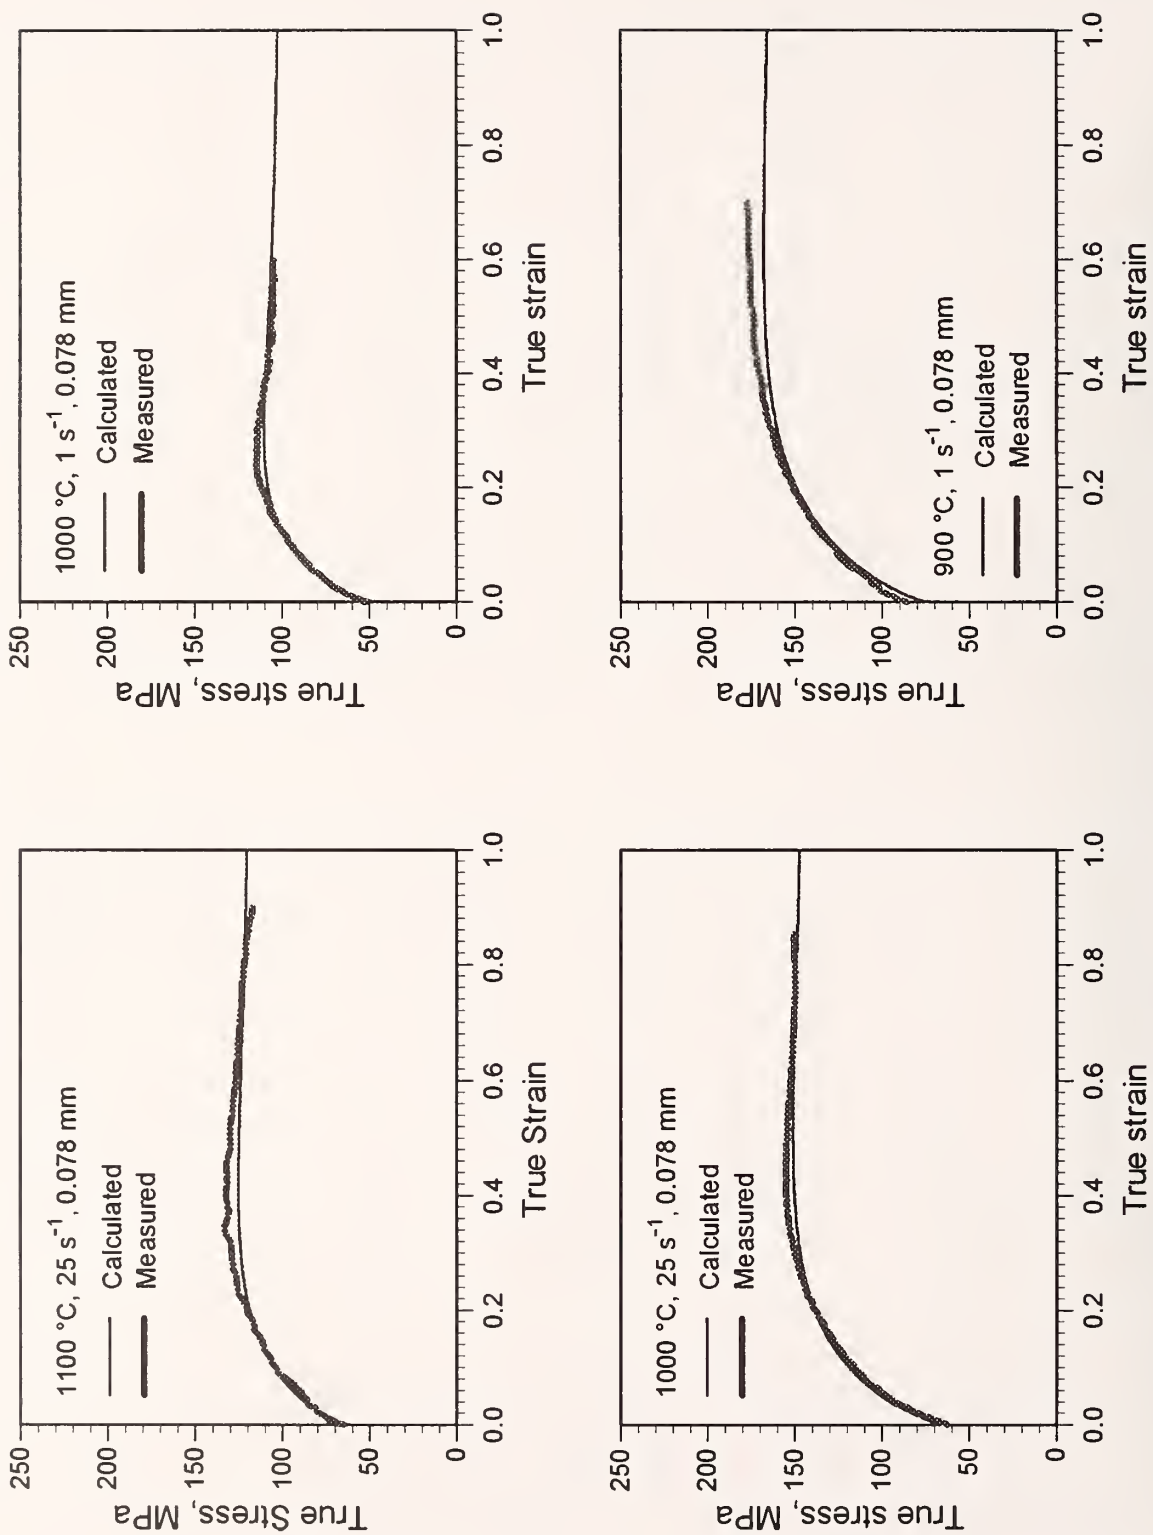 1100 °C, 25 s⁻¹, 0.078 mm
Calculated
Measured
250
200
150
100
50
0
True Stress, MPa
0.0 0.2 0.4 0.6 0.8 1.0
True Strain
1000 °C, 1 s⁻¹, 0.078 mm
Calculated
Measured
250
200
150
100
50
0
True stress, MPa
0.0 0.2 0.4 0.6 0.8 1.0
True strain
1000 °C, 25 s⁻¹, 0.078 mm
Calculated
Measured
250
200
150
100
50
0
True stress, MPa
0.0 0.2 0.4 0.6 0.8 1.0
True strain
250
200
150
100
50
0
True stress, MPa
900 °C, 1 s⁻¹, 0.078 mm
Calculated
Measured
0.0 0.2 0.4 0.6 0.8 1.0
True strain